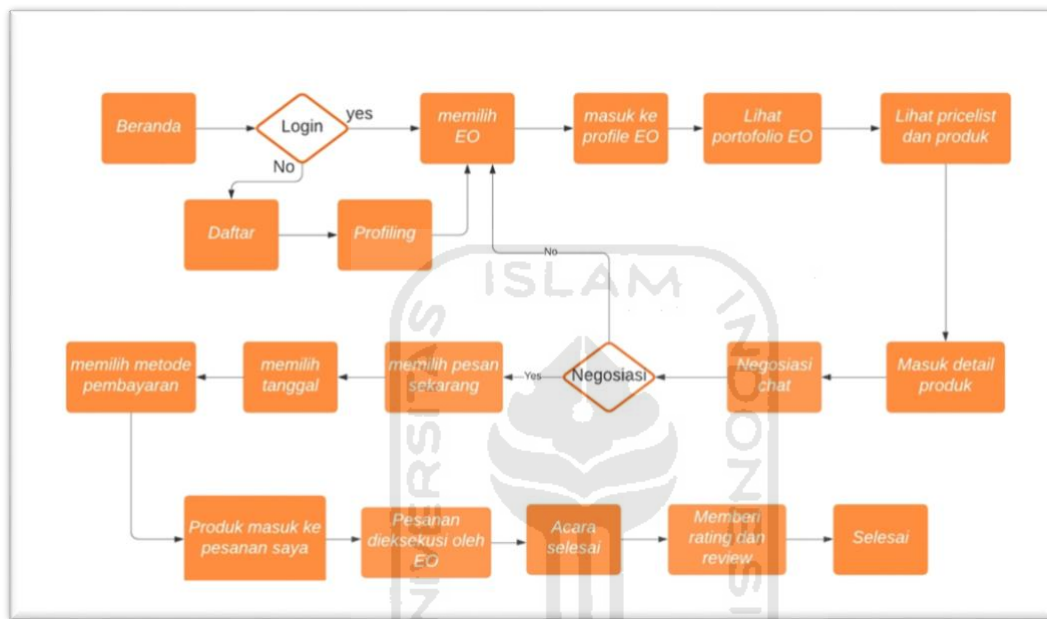 Beranda
Login
yes
No
memilih
EO
masuk ke
profile EO
Lihat
portofolio EO
Lihat pricelist
dan produk
Daftar
Profiling
No
ISLAM
UNIVERSITAS
INDONESI
memilih metode
pembayaran
memilih
tanggal
memilih pesan
sekarang
Yes
Negosiasi
Negosiasi
chat
Masuk detail
produk
Produk masuk ke
pesanan saya
Pesanan
dieksekusi oleh
EO
Acara
selesai
Memberi
rating dan
review
Selesai